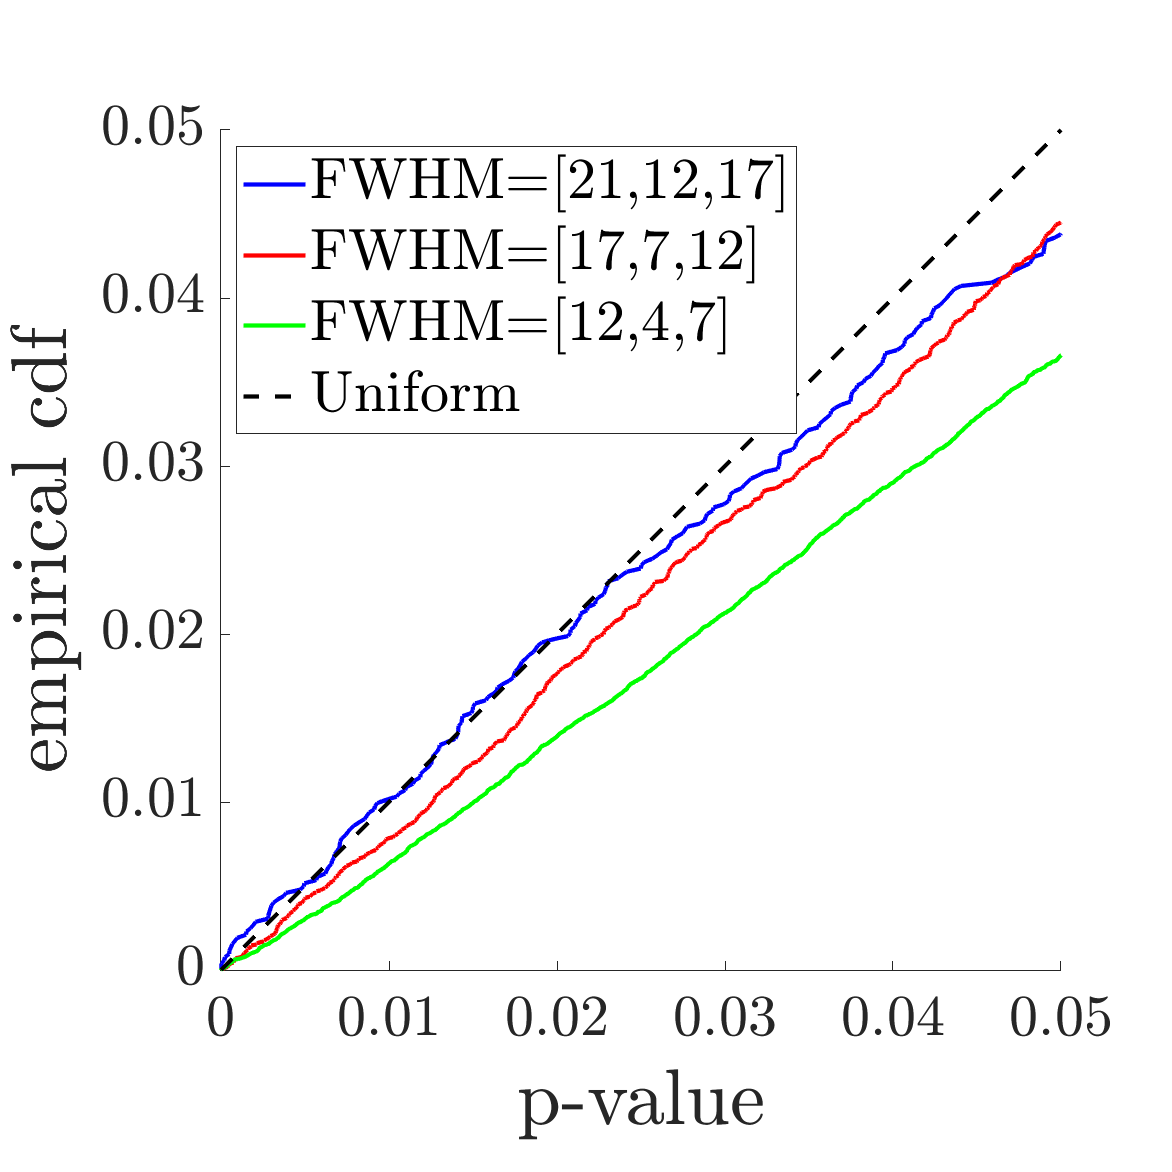 0.05
0.04
0.03
0.02
0.01
0
empirical cdf
FWHM=[21,12,17]
FWHM=[17,7,12]
FWHM=[12,4,7]
Uniform
0 0.01 0.02 0.03 0.04 0.05
p-value